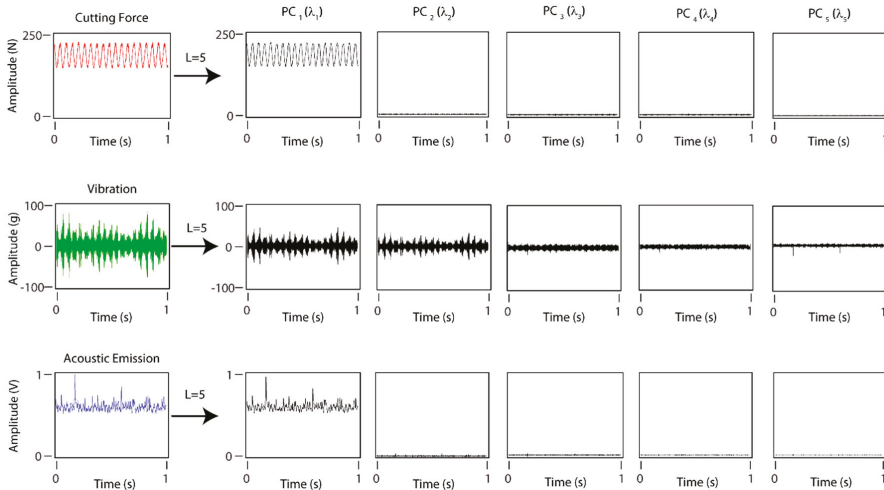 Cutting Force PC 1 (λ1) PC 2 (λ2) PC 3 (λ3) PC 4 (λ4) PC 5 (λ5)
Amplitude (N)
250 250
L=5
0 0
0 1 0 1 0 1 0 1 0 1 0 1
Time (s) Time (s) Time (s) Time (s) Time (s) Time (s)
Vibration
Amplitude (g)
100 100
L=5
0 0
-100 -100
0 1 0 1 0 1 0 1 0 1 0 1
Time (s) Time (s) Time (s) Time (s) Time (s) Time (s)
Acoustic Emission
Amplitude (V)
1 1
L=5
0 0
0 1 0 1 0 1 0 1 0 1 0 1
Time (s) Time (s) Time (s) Time (s) Time (s) Time (s)